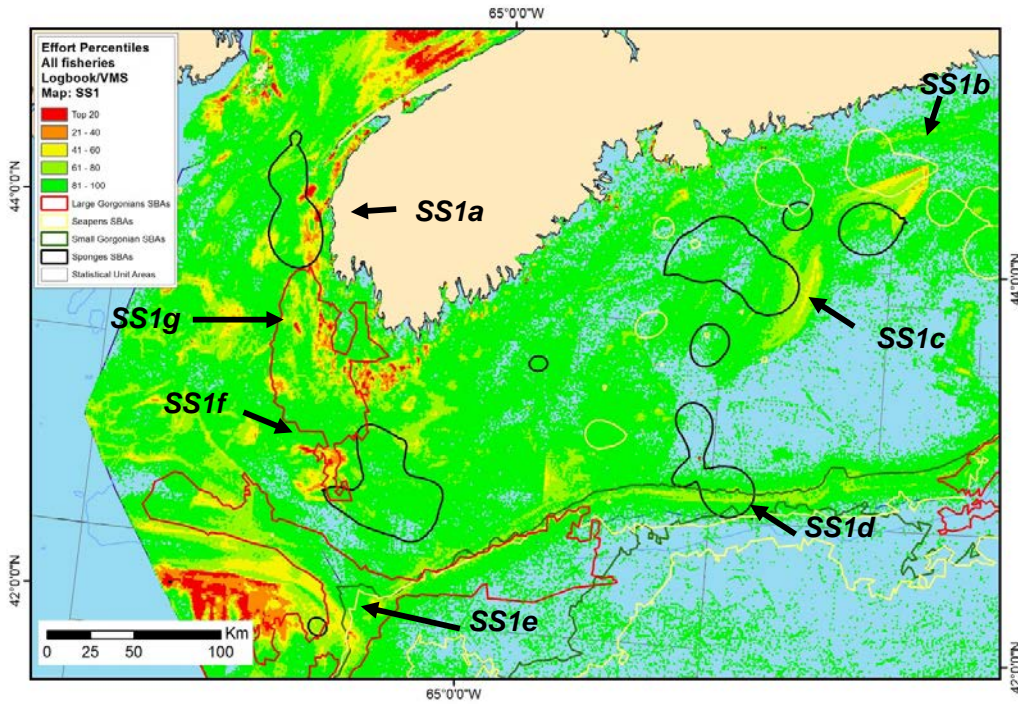 65°0'0"W
Effort Percentiles
All fisheries
Logbook/VMS
Map: SS1
Top 20
21 - 40
41 - 60
61 - 80
81 - 100
Large Gorgonians SBAs
Seapens SBAs
Small Gorgonian SBAs
Sponges SBAs
Statistical Unit Areas
SS1b
44°0'0"N
SS1a
44°0'0"N
SS1g
SS1c
SS1f
SS1d
42°0'0"N
SS1e
Km
0 25 50 100
42°0'0"N
65°0'0"W